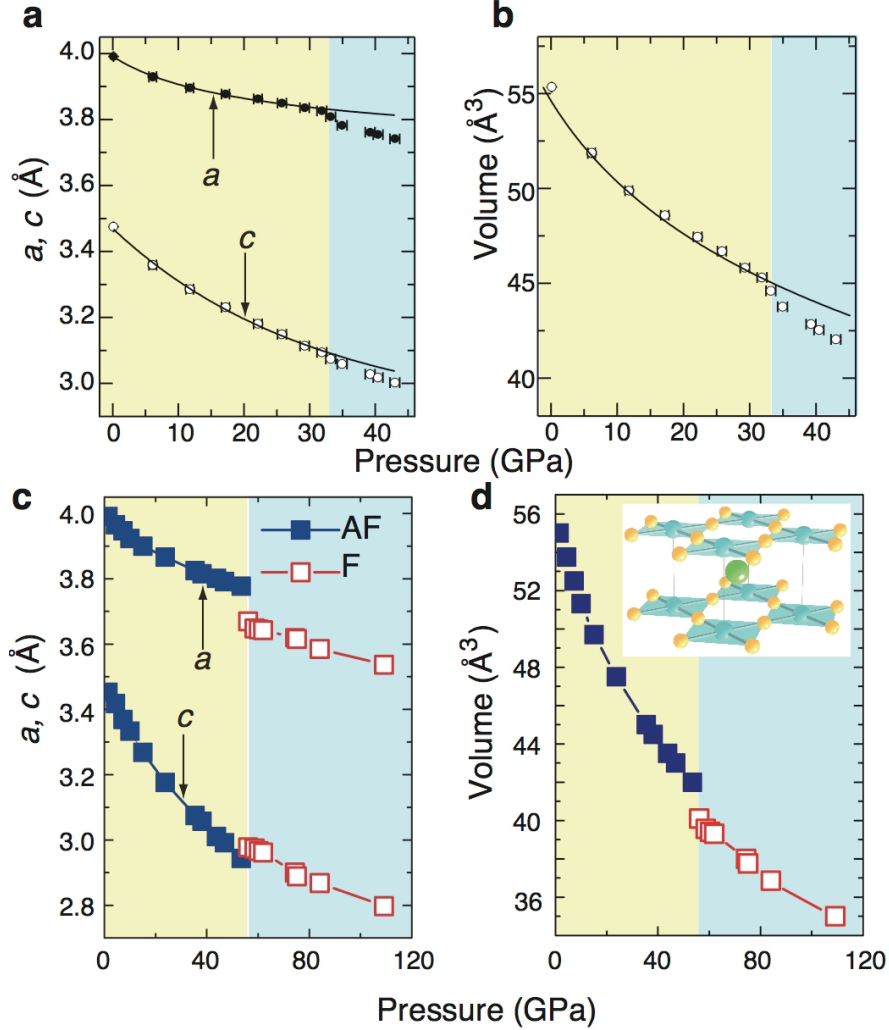 a
4.0
3.8
3.6
3.4
3.2
3.0
a, c (Å)
a
c
0 10 20 30 40
b
55
50
45
40
Volume (Å³)
0 10 20 30 40
Pressure (GPa)
c
4.0
3.8
3.6
3.4
3.2
3.0
2.8
a, c (Å)
AF
F
a
c
0 40 80 120
d
56
52
48
44
40
36
Volume (Å³)
0 40 80 120
Pressure (GPa)